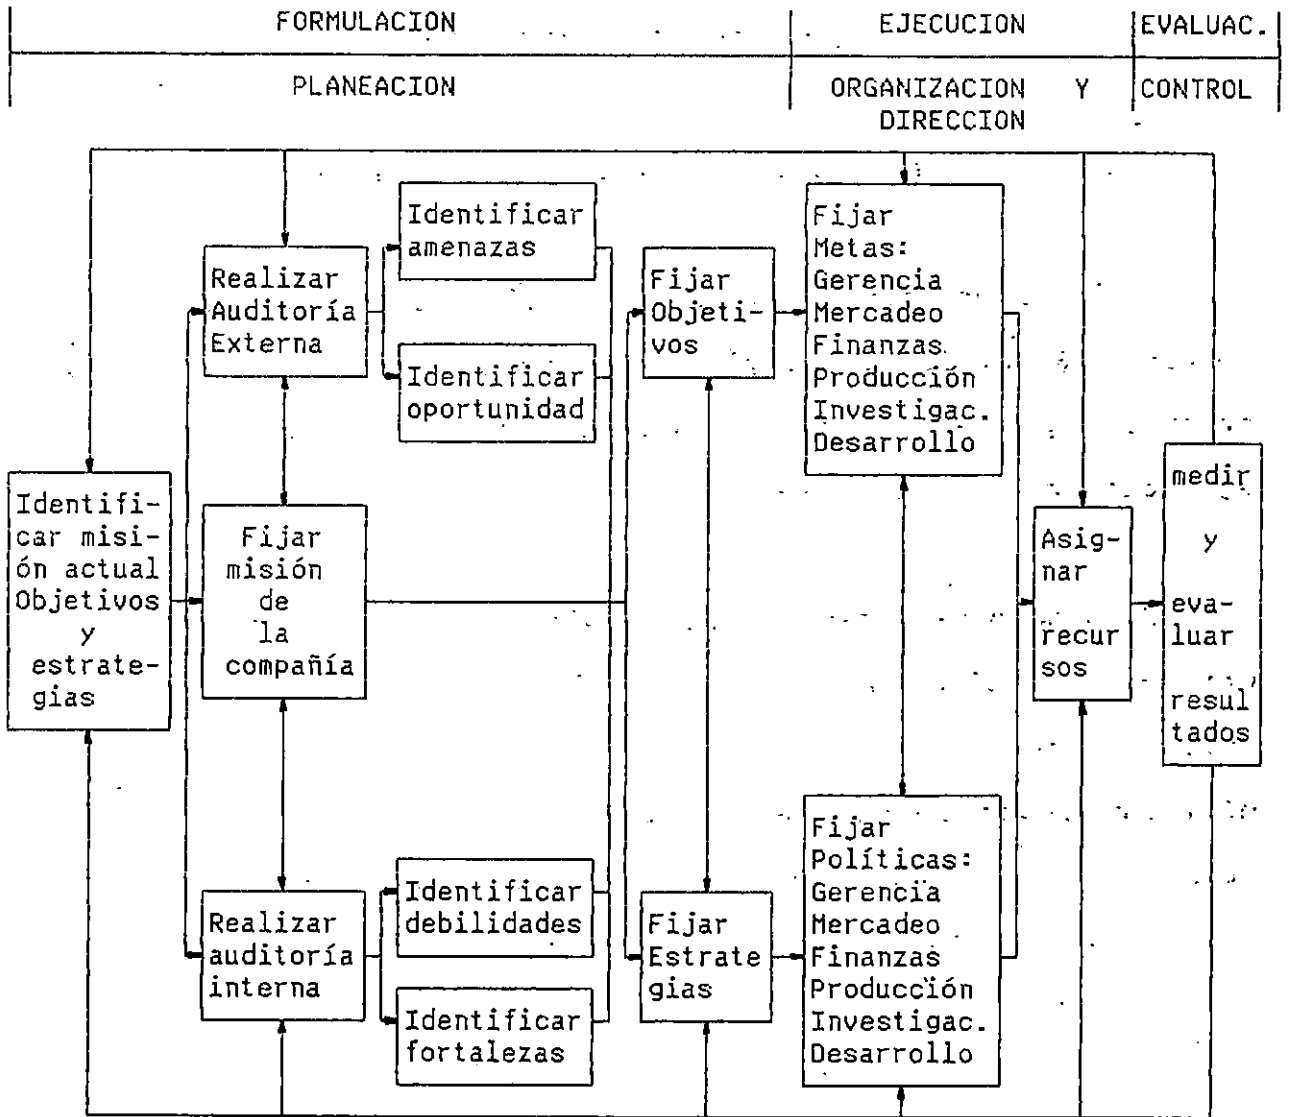 FORMULACION
EJECUCION
EVALUAC.
PLANEACION
ORGANIZACION Y
DIRECCION
CONTROL
Identifi-
car misi-
ón actual
Objetivos
y
estrate-
gias
Realizar
Auditoría
Externa
Fijar
misión
de
la
compañía
Realizar
auditoría
interna
Identificar
amenazas
Identificar
oportunidad
Identificar
debilidades
Identificar
fortalezas
Fijar
Objeti-
vos
Fijar
Estrate
gias
Fijar
Metas:
Gerencia
Mercadeo
Finanzas
Producción
Investigac.
Desarrollo
Fijar
Políticas:
Gerencia
Mercadeo
Finanzas
Producción
Investigac.
Desarrollo
Asig-
nar
recur
sos
medir
y
eva-
luar
resul
tados